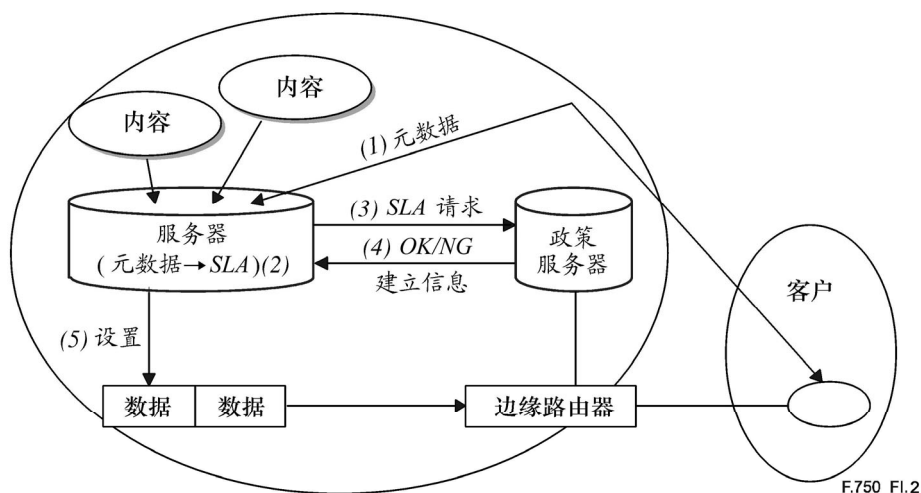 内容
内容
(1) 元数据
服务器
(元数据→SLA)(2)
(3) SLA 请求
(4) OK/NG
建立信息
政策
服务器
客户
(5) 设置
数据 数据
边缘路由器
F.750_FI.2